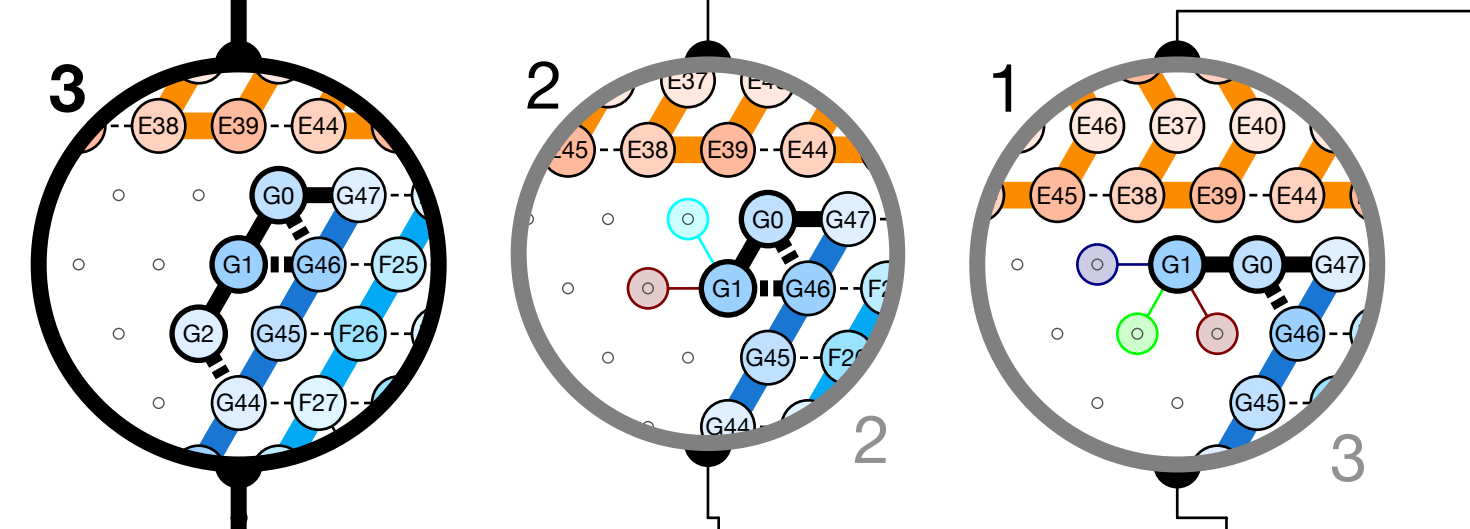 3
E38 E39 E44
G0 G47
G1 G46 F25
G2 G45 F26
G44 F27
2
E37
E45 E38 E39 E44
G0 G47
G1 G46
G45
G44
2
1
E46 E37 E40
E45 E38 E39 E44
G1 G0 G47
G46
G45
3